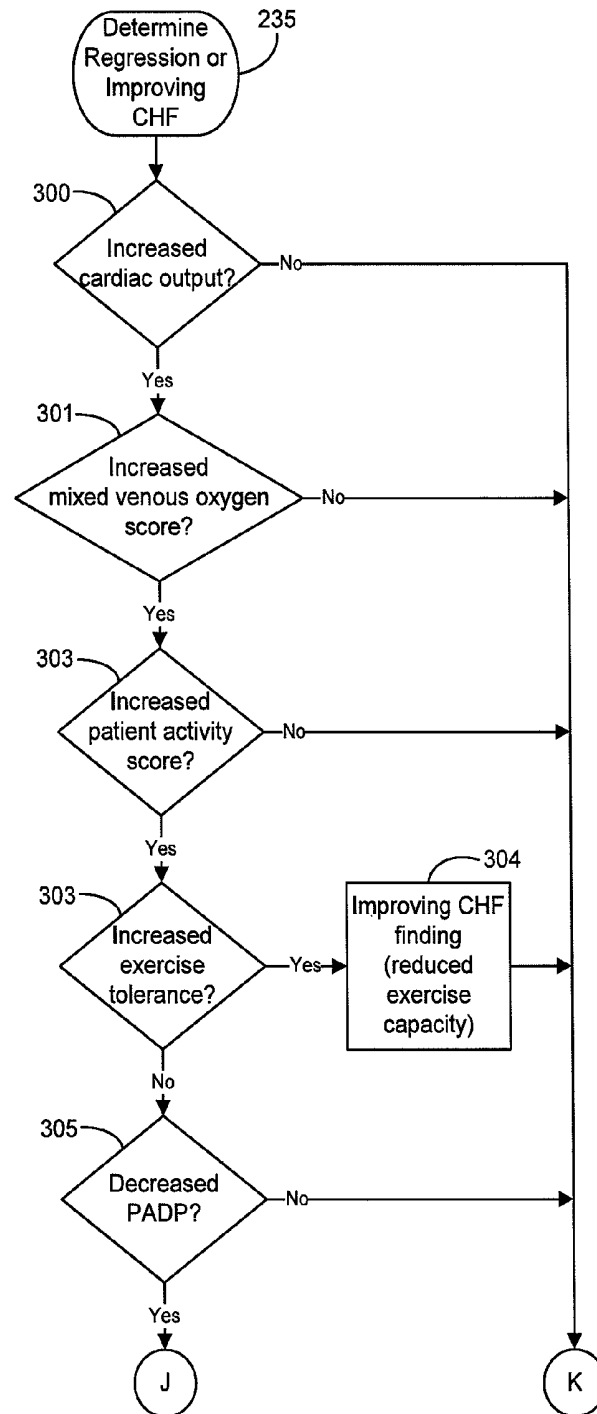 Determine
Regression or
Improving
CHF
235
300
Increased
cardiac output?
No
Yes
301
Increased
mixed venous oxygen
score?
No
Yes
303
Increased
patient activity
score?
No
Yes
303
Increased
exercise
tolerance?
Yes
304
Improving CHF
finding
(reduced
exercise
capacity)
No
305
Decreased
PADP?
No
Yes
J
K